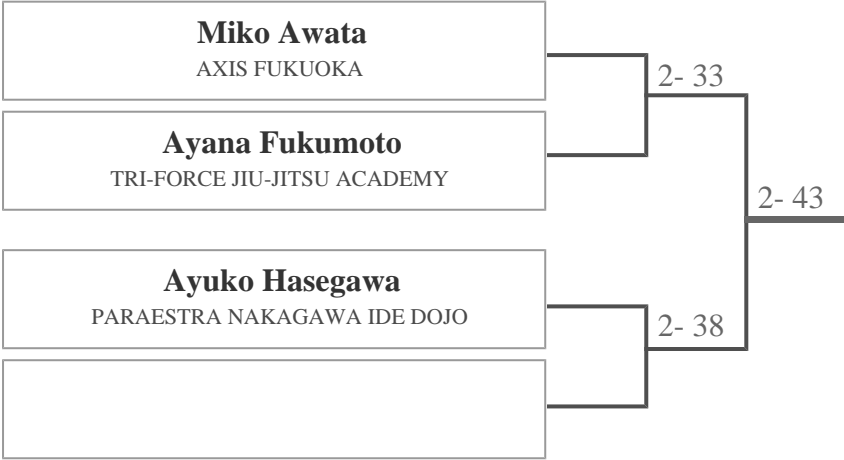 Miko Awata
AXIS FUKUOKA
2- 33
Ayana Fukumoto
TRI-FORCE JIU-JITSU ACADEMY
2- 43
Ayuko Hasegawa
PARAESTRA NAKAGAWA IDE DOJO
2- 38